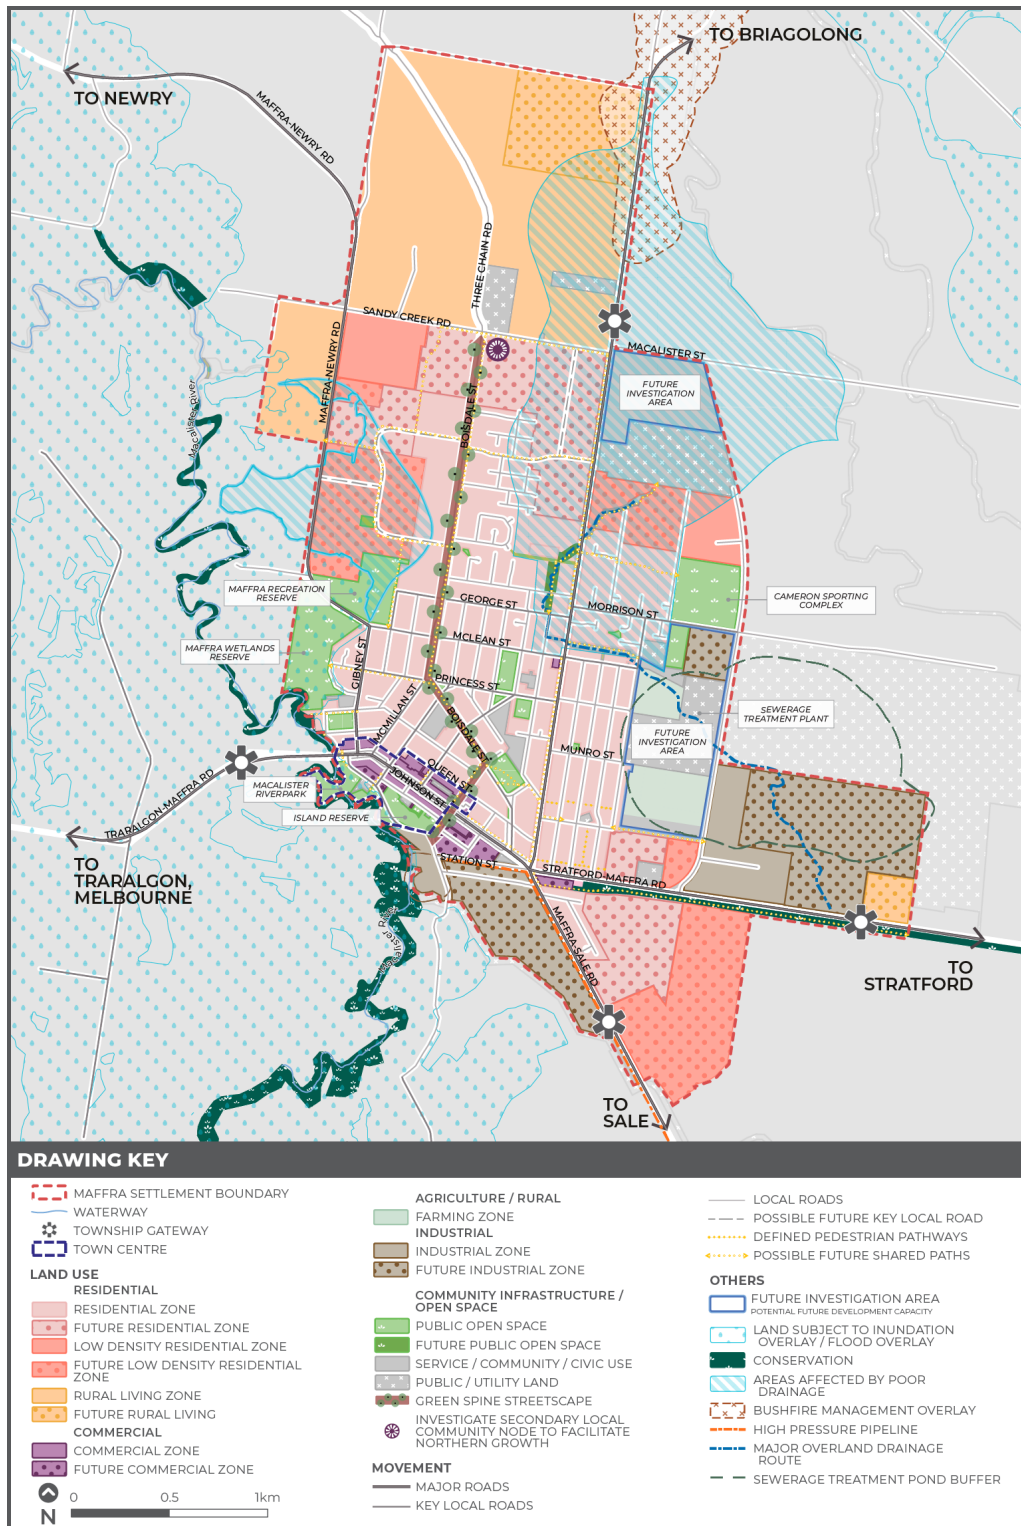 TO BRIAGOLONG
TO NEWRY
MAFFRA-NEWRY RD
THREE CHAIN RD
SANDY CREEK RD
MAFFRA-NEWRY RD
MACALISTER ST
FUTURE
INVESTIGATION
AREA
BOISDALE ST
Macalister River
MAFFRA RECREATION
RESERVE
GEORGE ST
MORRISON ST
CAMERON SPORTING
COMPLEX
MAFFRA WETLANDS
RESERVE
GIBNEY ST
MCLEAN ST
PRINCESS ST
MCMILLAN ST
BOISDALE ST
SEWERAGE
TREATMENT PLANT
FUTURE
INVESTIGATION
AREA
MUNRO ST
QUEEN ST
JOHNSON ST
MACALISTER
RIVERPARK
ISLAND RESERVE
TRARALGON-MAFFRA RD
TO
TRARALGON,
MELBOURNE
STATION ST
STRATFORD-MAFFRA RD
MAFFRA-SALE RD
Macalister River
TO
STRATFORD
TO
SALE
DRAWING KEY
MAFFRA SETTLEMENT BOUNDARY
WATERWAY
TOWNSHIP GATEWAY
TOWN CENTRE
LAND USE
RESIDENTIAL
RESIDENTIAL ZONE
FUTURE RESIDENTIAL ZONE
LOW DENSITY RESIDENTIAL ZONE
FUTURE LOW DENSITY RESIDENTIAL
ZONE
RURAL LIVING ZONE
FUTURE RURAL LIVING
COMMERCIAL
COMMERCIAL ZONE
FUTURE COMMERCIAL ZONE
0 0.5 1km
N
AGRICULTURE / RURAL
FARMING ZONE
INDUSTRIAL
INDUSTRIAL ZONE
FUTURE INDUSTRIAL ZONE
COMMUNITY INFRASTRUCTURE /
OPEN SPACE
PUBLIC OPEN SPACE
FUTURE PUBLIC OPEN SPACE
SERVICE / COMMUNITY / CIVIC USE
PUBLIC / UTILITY LAND
GREEN SPINE STREETSCAPE
INVESTIGATE SECONDARY LOCAL
COMMUNITY NODE TO FACILITATE
NORTHERN GROWTH
MOVEMENT
MAJOR ROADS
KEY LOCAL ROADS
LOCAL ROADS
POSSIBLE FUTURE KEY LOCAL ROAD
DEFINED PEDESTRIAN PATHWAYS
POSSIBLE FUTURE SHARED PATHS
OTHERS
FUTURE INVESTIGATION AREA
POTENTIAL FUTURE DEVELOPMENT CAPACITY
LAND SUBJECT TO INUNDATION
OVERLAY / FLOOD OVERLAY
CONSERVATION
AREAS AFFECTED BY POOR
DRAINAGE
BUSHFIRE MANAGEMENT OVERLAY
HIGH PRESSURE PIPELINE
MAJOR OVERLAND DRAINAGE
ROUTE
SEWERAGE TREATMENT POND BUFFER